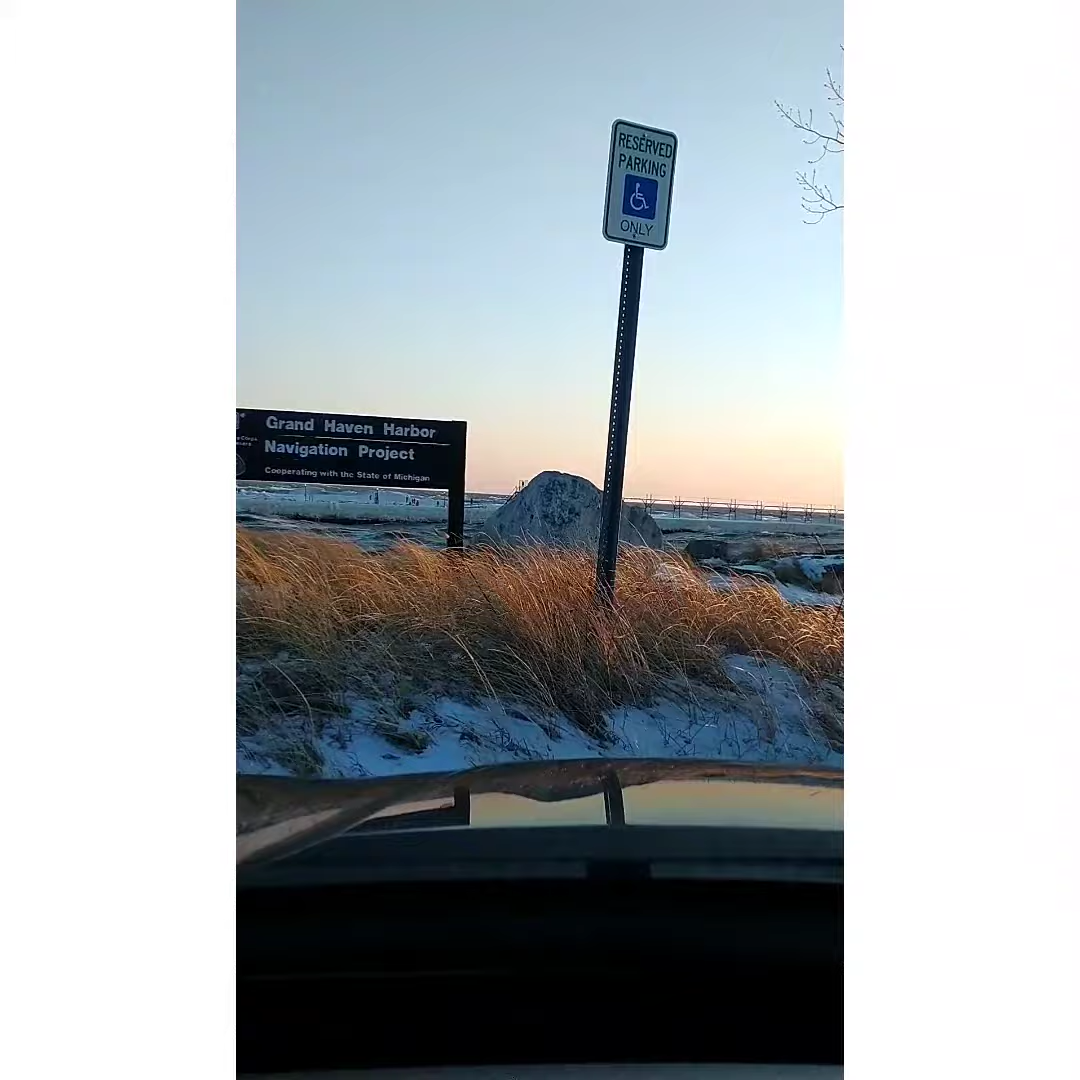 RESERVED
PARKING
ONLY
Grand Haven Harbor
Navigation Project
Cooperating with the State of Michigan